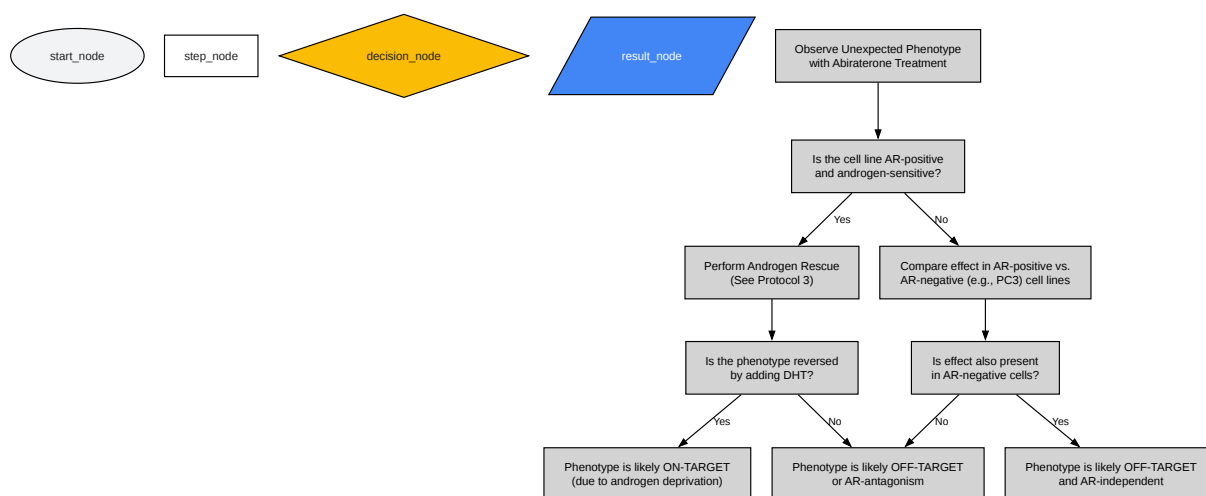 start_node
step_node
decision_node
result_node
Observe Unexpected Phenotype
with Abiraterone Treatment
Is the cell line AR-positive
and androgen-sensitive?
Yes
No
Perform Androgen Rescue
(See Protocol 3)
Compare effect in AR-positive vs.
AR-negative (e.g., PC3) cell lines
Is the phenotype reversed
by adding DHT?
Is effect also present
in AR-negative cells?
Yes
No
No
Yes
Phenotype is likely ON-TARGET
(due to androgen deprivation)
Phenotype is likely OFF-TARGET
or AR-antagonism
Phenotype is likely OFF-TARGET
and AR-independent